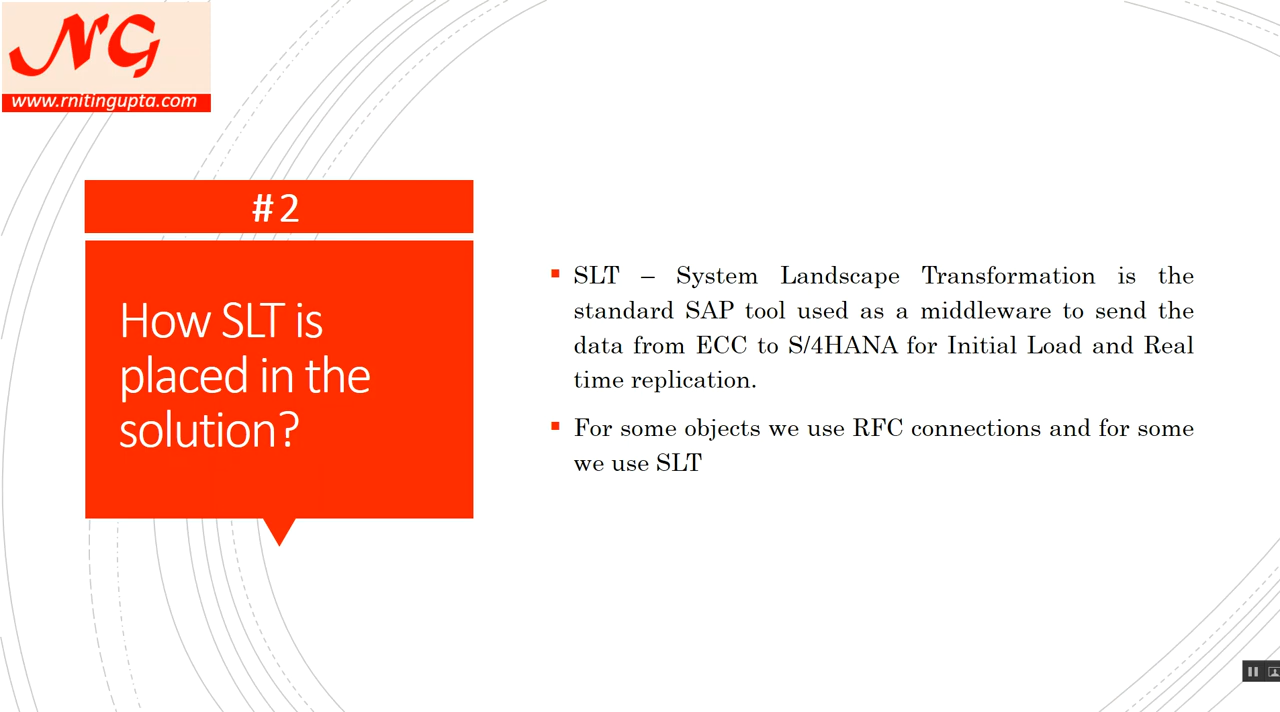 NG
www.rnitingupta.com
#2
How SLT is
placed in the
solution?
▪ SLT – System Landscape Transformation is the
standard SAP tool used as a middleware to send the
data from ECC to S/4HANA for Initial Load and Real
time replication.
▪ For some objects we use RFC connections and for some
we use SLT